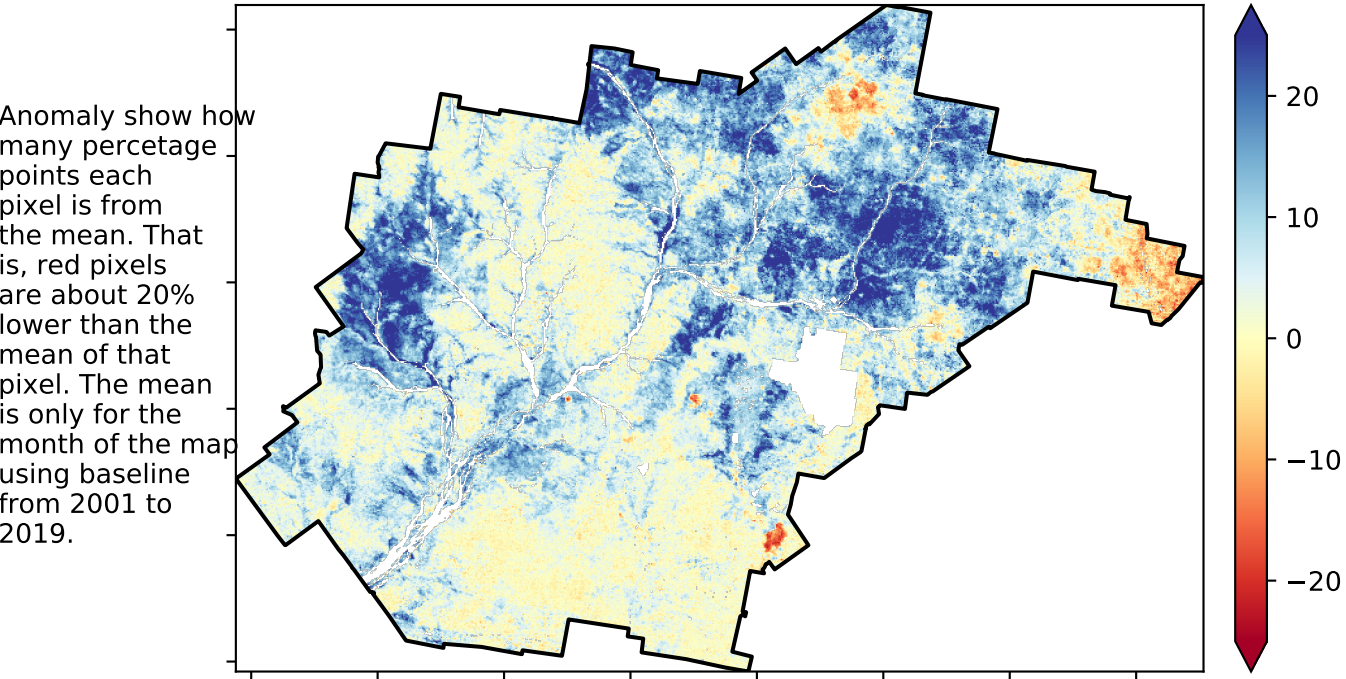 Anomaly show how
many percetage
points each
pixel is from
the mean. That
is, red pixels
are about 20%
lower than the
mean of that
pixel. The mean
is only for the
month of the map
using baseline
from 2001 to
2019.
20
10
0
−10
−20